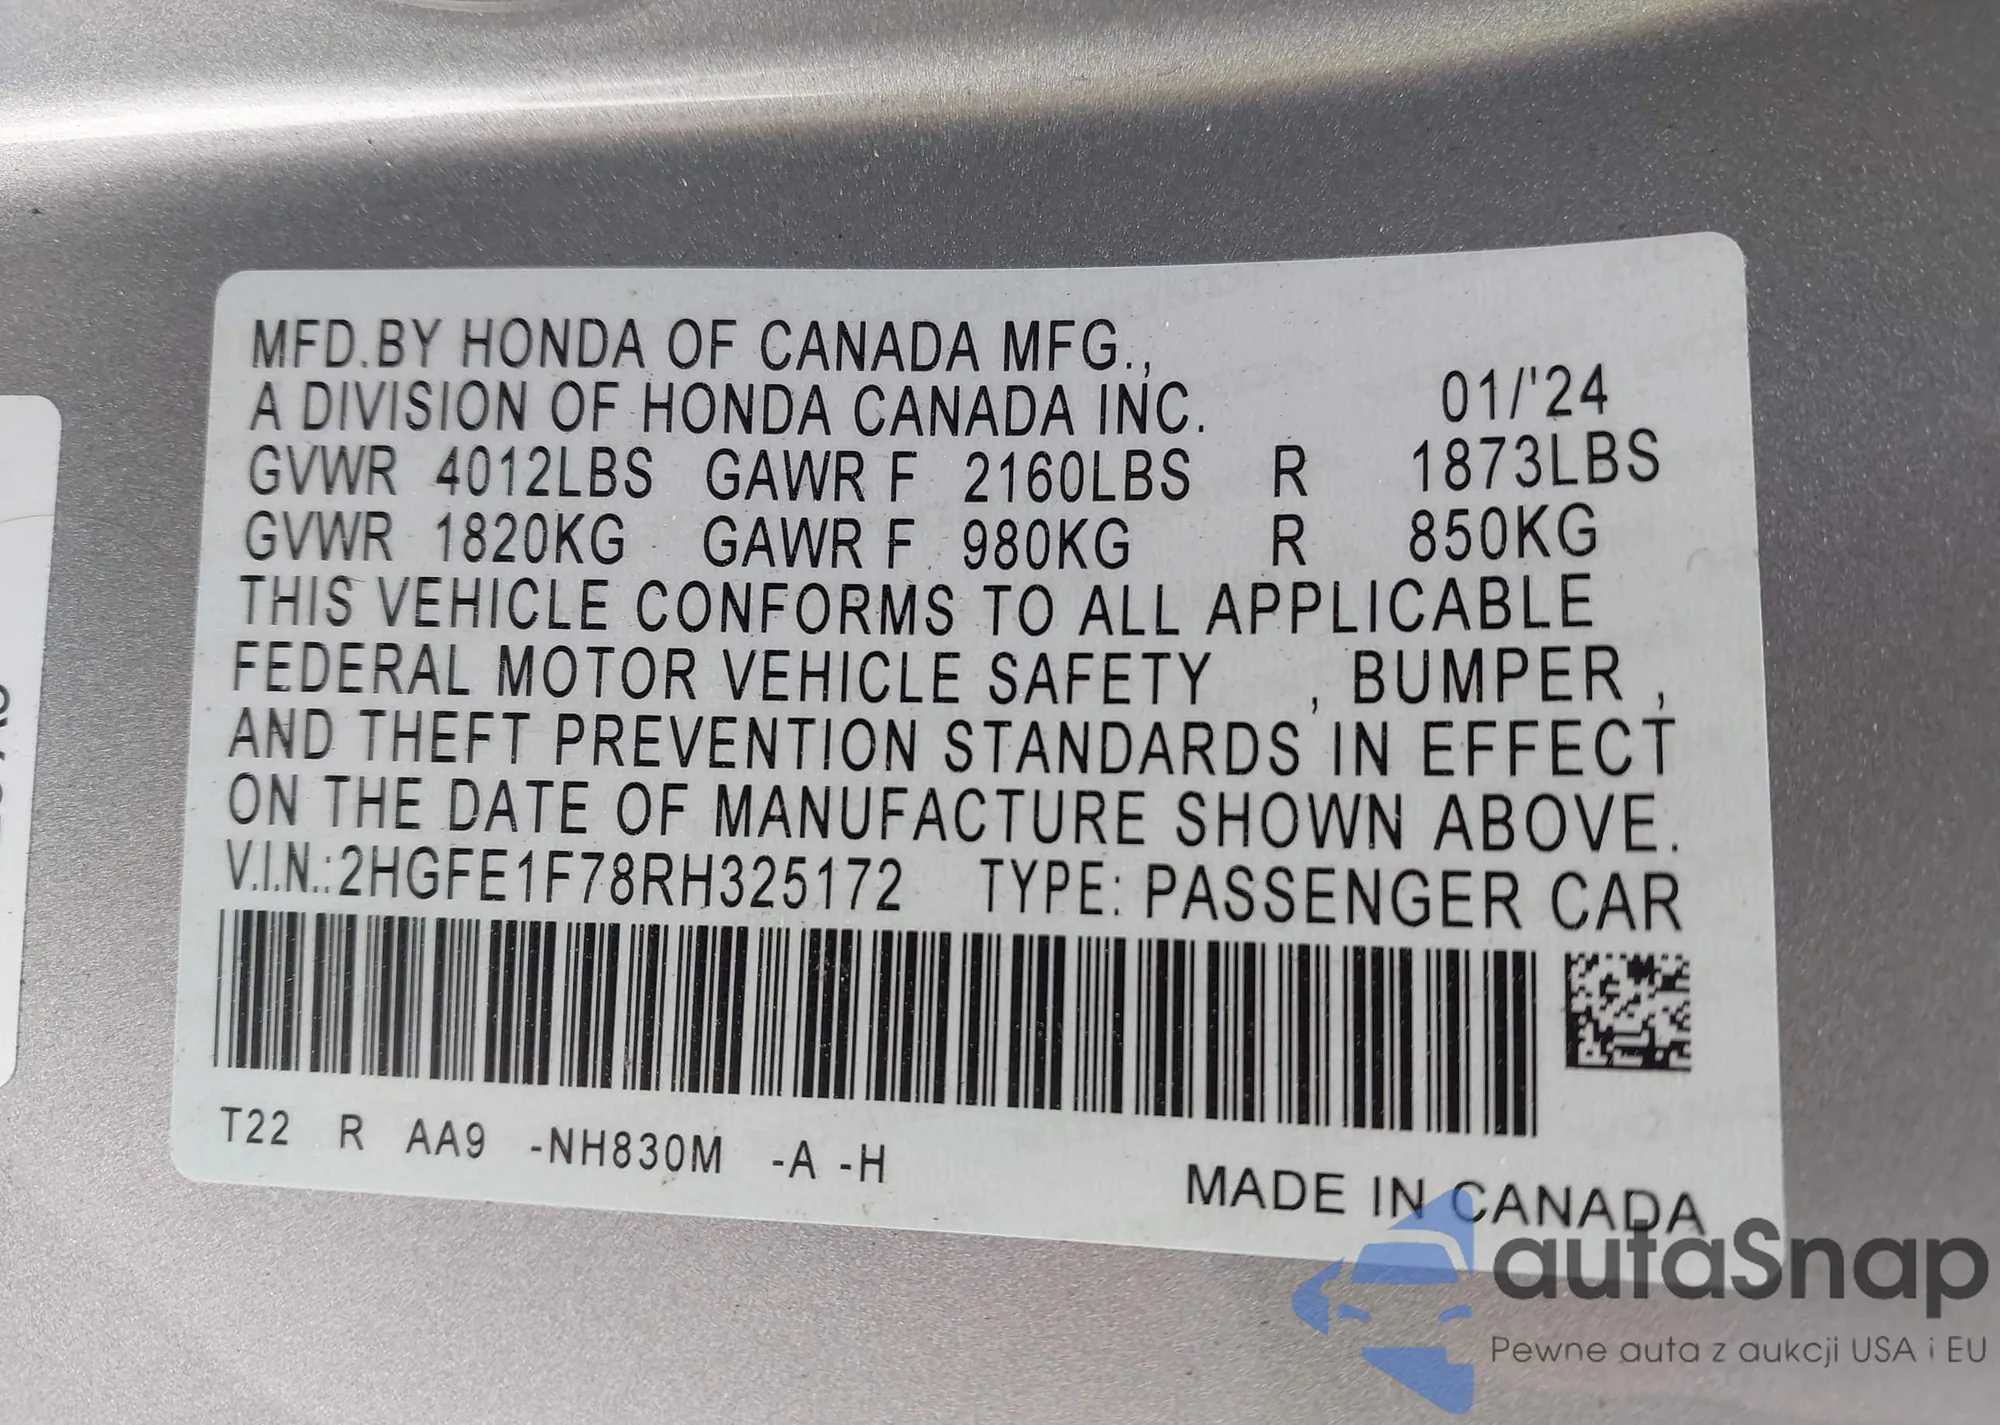 MFD.BY HONDA OF CANADA MFG.,
A DIVISION OF HONDA CANADA INC. 01/'24
GVWR 4012LBS GAWR F 2160LBS R 1873LBS
GVWR 1820KG GAWR F 980KG R 850KG
THIS VEHICLE CONFORMS TO ALL APPLICABLE
FEDERAL MOTOR VEHICLE SAFETY , BUMPER ,
AND THEFT PREVENTION STANDARDS IN EFFECT
ON THE DATE OF MANUFACTURE SHOWN ABOVE.
V.I.N.:2HGFE1F78RH325172 TYPE: PASSENGER CAR
T22 R AA9 -NH830M -A -H
MADE IN CANADA
autaSnap
Pewne auta z aukcji USA i EU